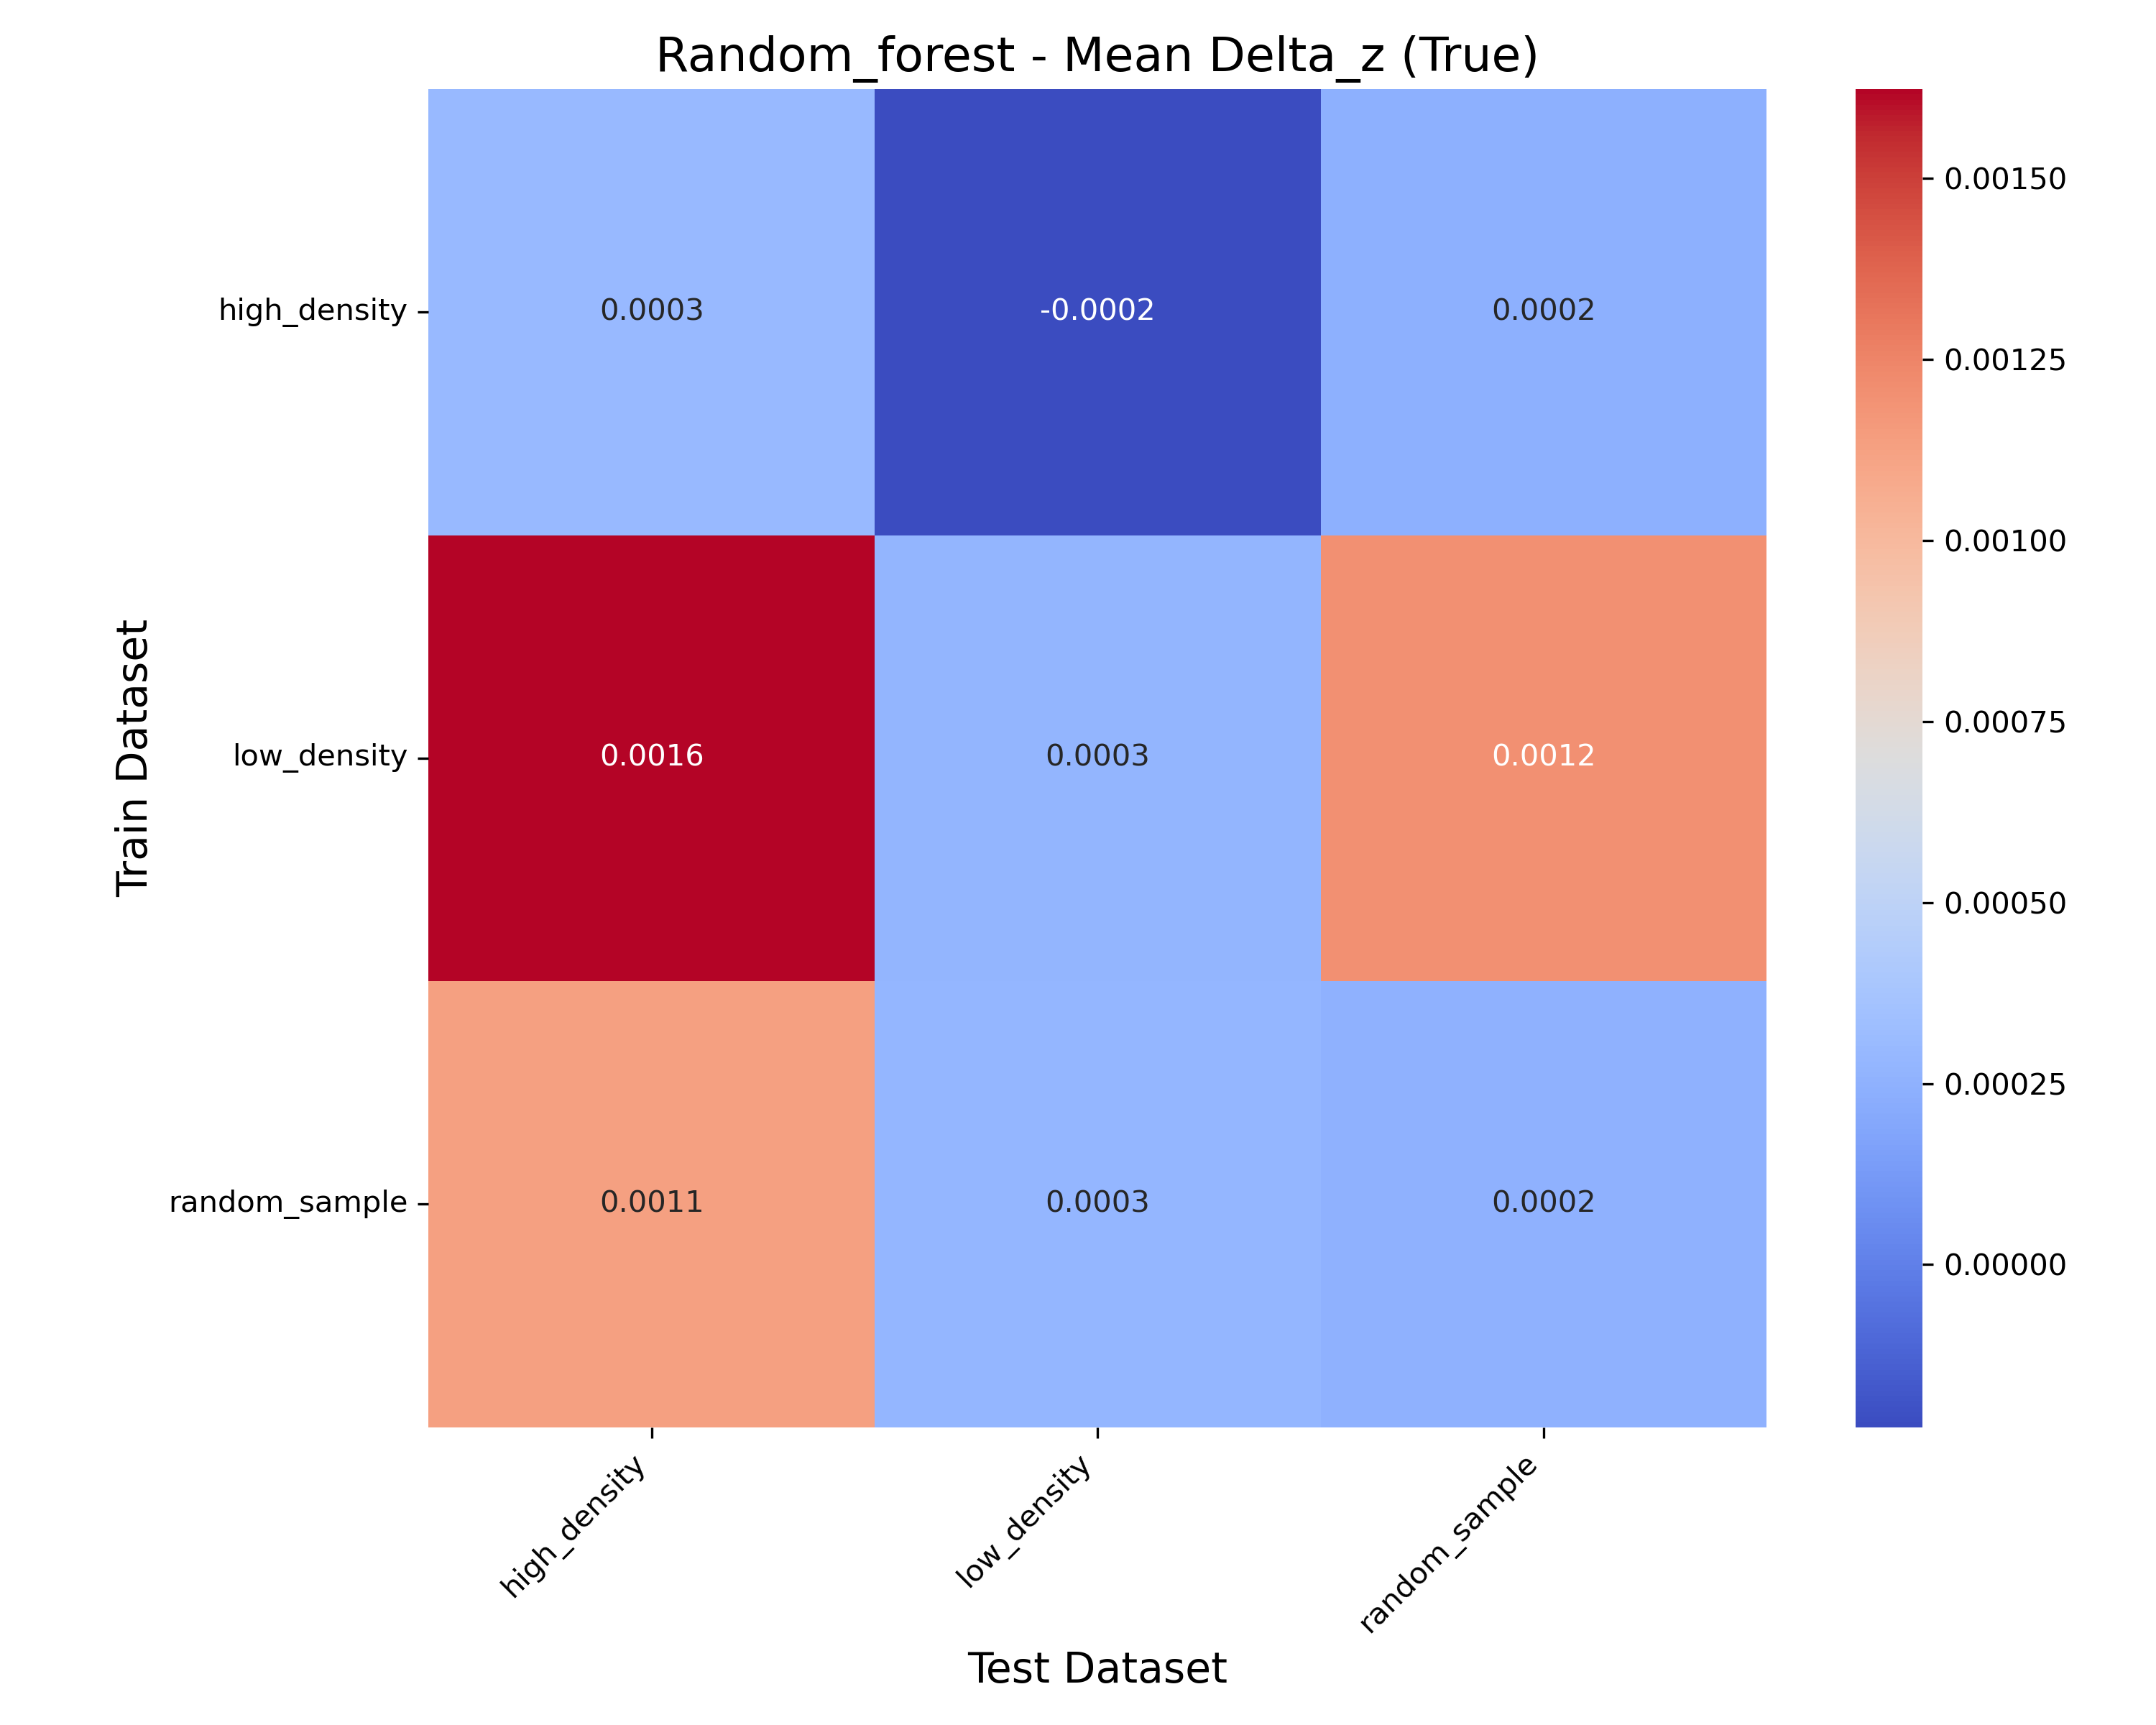 Random_forest - Mean Delta_z (True)
Train Dataset
high_density
0.0003
-0.0002
0.0002
low_density
0.0016
0.0003
0.0012
random_sample
0.0011
0.0003
0.0002
high_density
low_density
random_sample
Test Dataset
0.00150
0.00125
0.00100
0.00075
0.00050
0.00025
0.00000